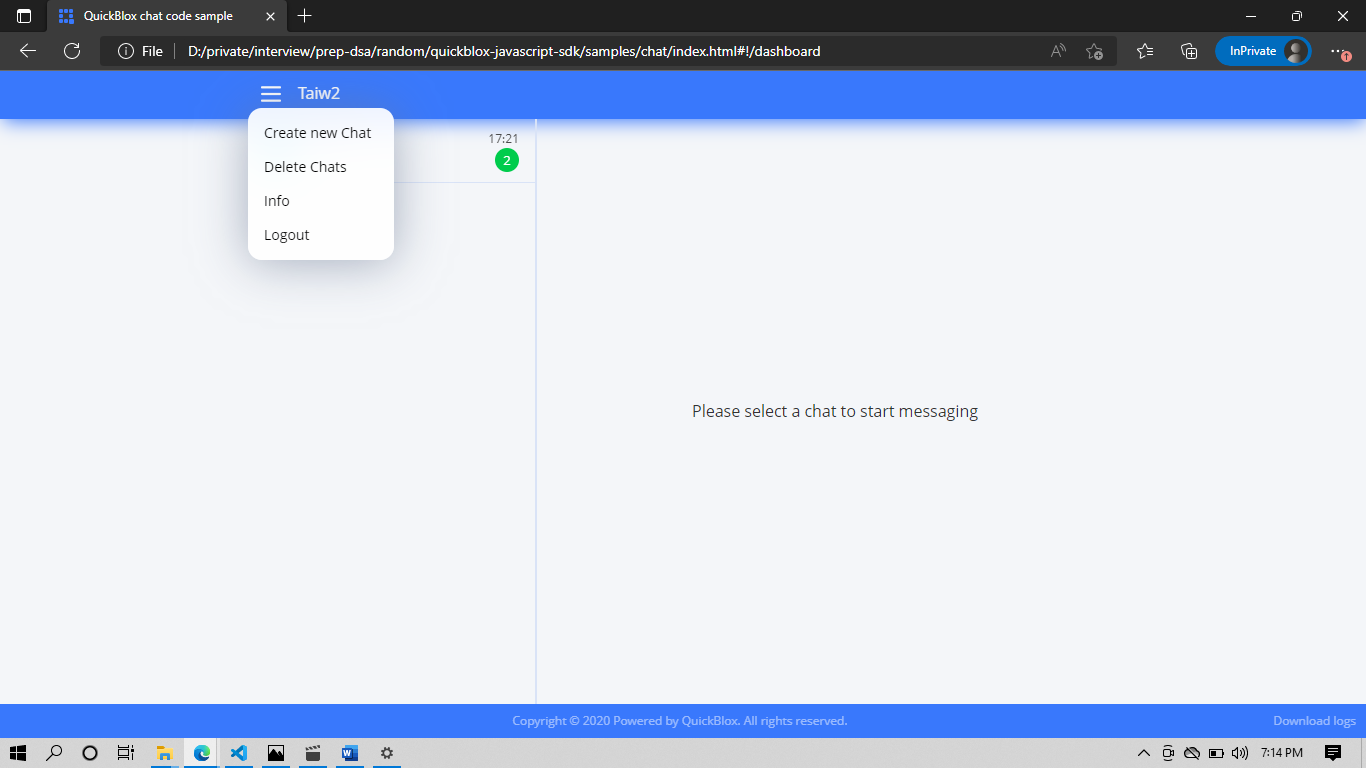 QuickBlox chat code sample
File
D:/private/interview/prep-dsa/random/quickblox-javascript-sdk/samples/chat/index.html#!/dashboard
InPrivate
Taiw2
Create new Chat
Delete Chats
Info
Logout
17:21
2
Please select a chat to start messaging
Copyright © 2020 Powered by QuickBlox. All rights reserved.
Download logs
7:14 PM